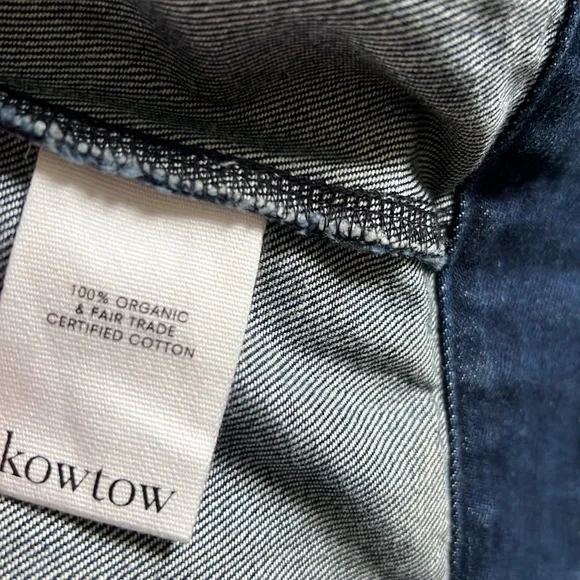 100% ORGANIC
& FAIR TRADE
CERTIFIED COTTON
kowtow